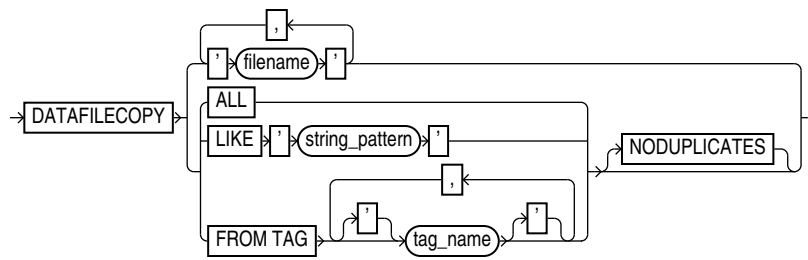 ,
' filename '
DATAFILECOPY
ALL
LIKE ' string_pattern '
NODUPLICATES
,
FROM TAG ' tag_name '